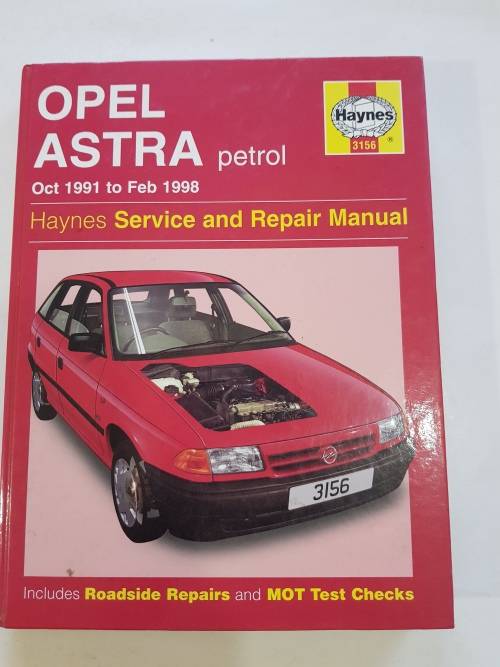 OPEL
ASTRA petrol
Oct 1991 to Feb 1998
Haynes
3156
®
Haynes Service and Repair Manual
3156
Includes Roadside Repairs and MOT Test Checks